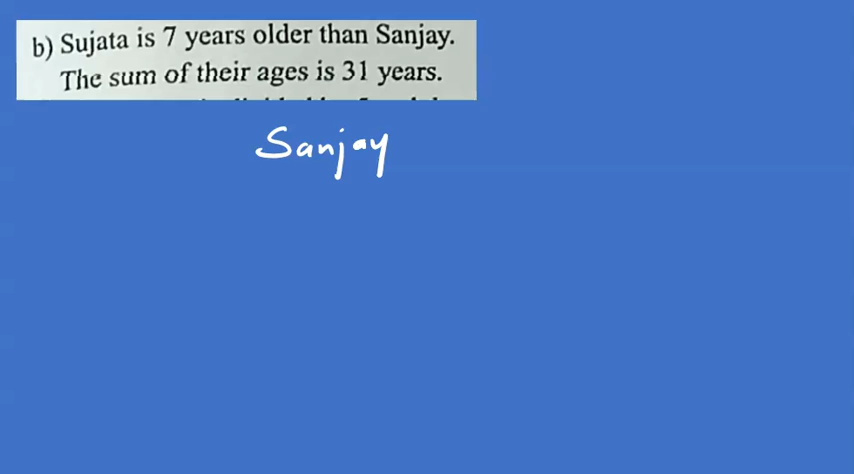 b) Sujata is 7 years older than Sanjay.
The sum of their ages is 31 years.
Sanjay